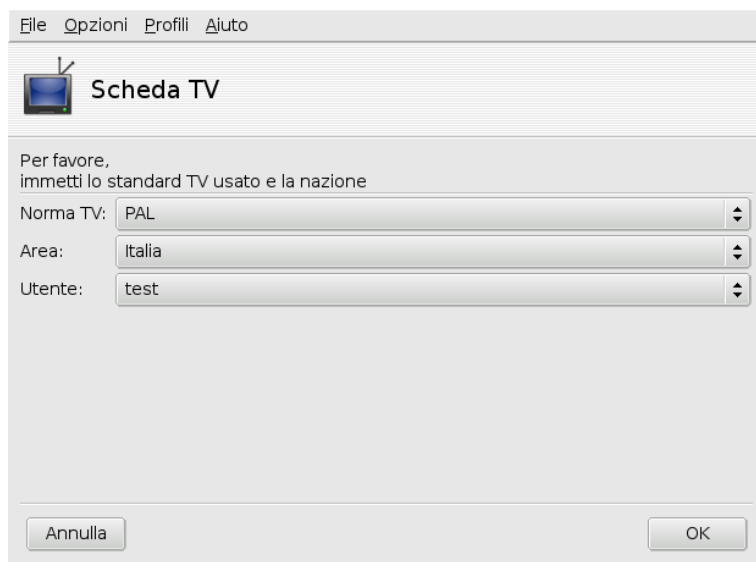 File Opzioni Profili Aiuto
Scheda TV
Per favore,
immetti lo standard TV usato e la nazione
Norma TV: PAL
Area: Italia
Utente: test
Annulla OK